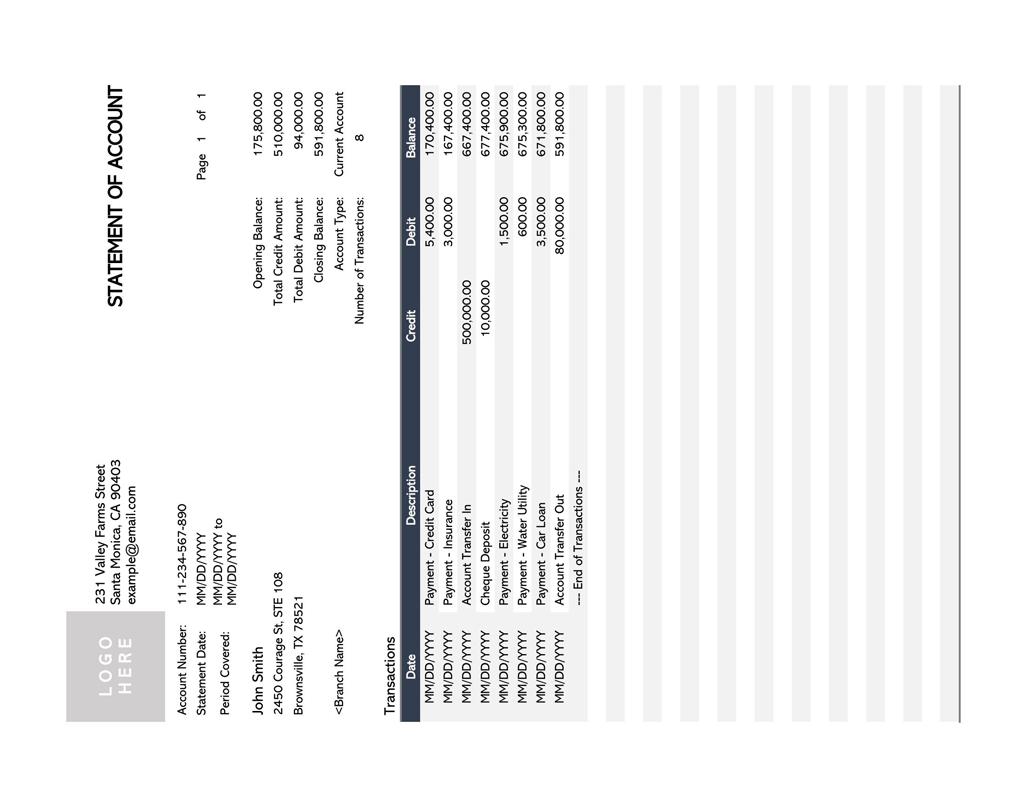 LOGO
HERE
231 Valley Farms Street
Santa Monica, CA 90403
example@email.com
STATEMENT OF ACCOUNT
Account Number: 111-234-567-890
Statement Date: MM/DD/YYYY Page 1 of 1
Period Covered: MM/DD/YYYY to
MM/DD/YYYY
John Smith Opening Balance: 175,800.00
2450 Courage St, STE 108 Total Credit Amount: 510,000.00
Brownsville, TX 78521 Total Debit Amount: 94,000.00
Closing Balance: 591,800.00
<Branch Name> Account Type: Current Account
Number of Transactions: 8
Transactions
Date Description Credit Debit Balance
MM/DD/YYYY Payment - Credit Card 5,400.00 170,400.00
MM/DD/YYYY Payment - Insurance 3,000.00 167,400.00
MM/DD/YYYY Account Transfer In 500,000.00 667,400.00
MM/DD/YYYY Cheque Deposit 10,000.00 677,400.00
MM/DD/YYYY Payment - Electricity 1,500.00 675,900.00
MM/DD/YYYY Payment - Water Utility 600.00 675,300.00
MM/DD/YYYY Payment - Car Loan 3,500.00 671,800.00
MM/DD/YYYY Account Transfer Out 80,000.00 591,800.00
--- End of Transactions ---